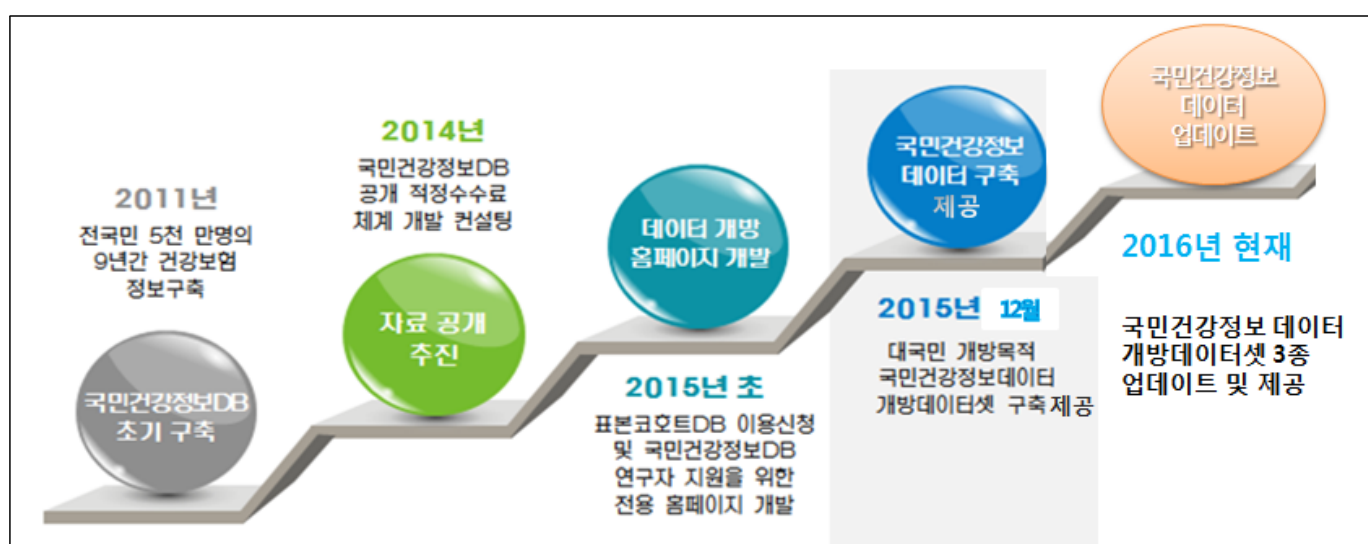 2011년
전국민 5천 만명의
9년간 건강보험
정보구축
국민건강정보DB
초기 구축
2014년
국민건강정보DB
공개 적정수수료
체계 개발 컨설팅
자료 공개
추진
데이터 개방
홈페이지 개발
2015년 초
표본코호트DB 이용신청
및 국민건강정보DB
연구자 지원을 위한
전용 홈페이지 개발
국민건강정보
데이터 구축
제공
2015년 12월
대국민 개방목적
국민건강정보데이터
개방데이터셋 구축제공
국민건강정보
데이터
업데이트
2016년 현재
국민건강정보 데이터
개방데이터셋 3종
업데이트 및 제공